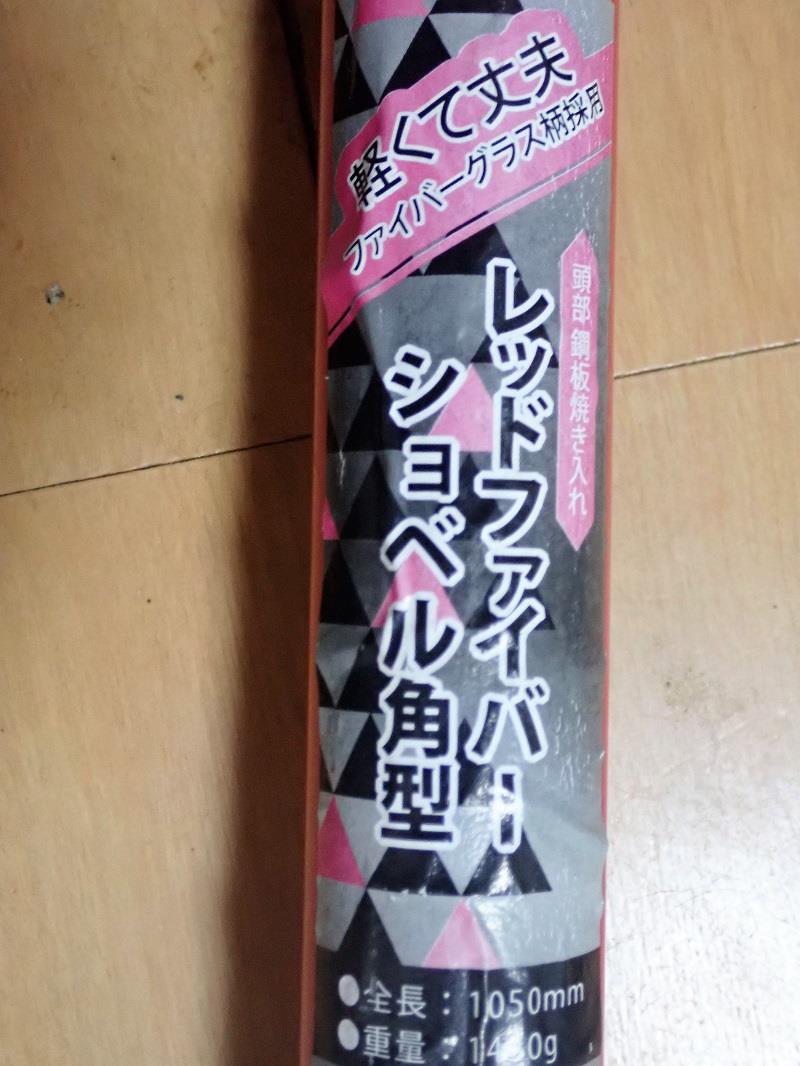 軽くて丈夫
ファイバーグラス柄採用
頭部 鋼板焼き入れ
レッドファイバー
ショベル角型
●全長：1050mm
●重量：